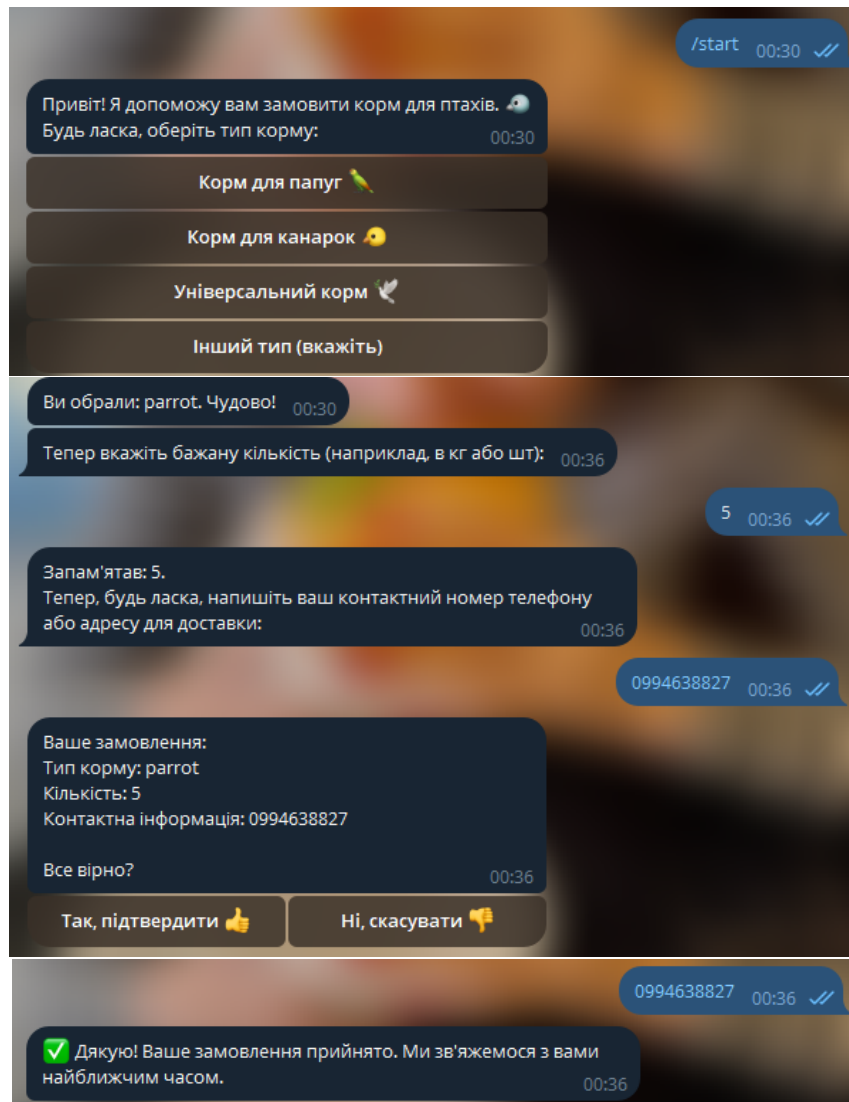 /start 00:30
Привіт! Я допоможу вам замовити корм для птахів.
Будь ласка, оберіть тип корму: 00:30
Корм для папуг
Корм для канарок
Універсальний корм
Інший тип (вкажіть)
Ви обрали: parrot. Чудово! 00:30
Тепер вкажіть бажану кількість (наприклад, в кг або шт): 00:36
5 00:36
Запам'ятав: 5.
Тепер, будь ласка, напишіть ваш контактний номер телефону
або адресу для доставки: 00:36
0994638827 00:36
Ваше замовлення:
Тип корму: parrot
Кількість: 5
Контактна інформація: 0994638827
Все вірно? 00:36
Так, підтвердити
Ні, скасувати
0994638827 00:36
Дякую! Ваше замовлення прийнято. Ми зв'яжемося з вами
найближчим часом. 00:36